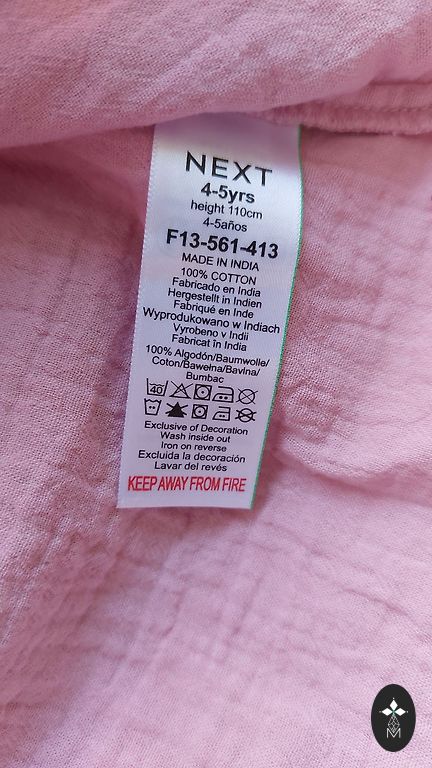 NEXT
4-5yrs
height 110cm
4-5años
F13-561-413
MADE IN INDIA
100% COTTON
Fabricado en India
Hergestellt in Indien
Fabriqué en Inde
Wyprodukowano w Indiach
Vyrobeno v Indii
Fabricat în India
100% Algodón/Baumwolle/
Coton/Bawełna/Bavlna/
Bumbac
40
Exclusive of Decoration
Wash inside out
Iron on reverse
Excluida la decoración
Lavar del revés
KEEP AWAY FROM FIRE
M